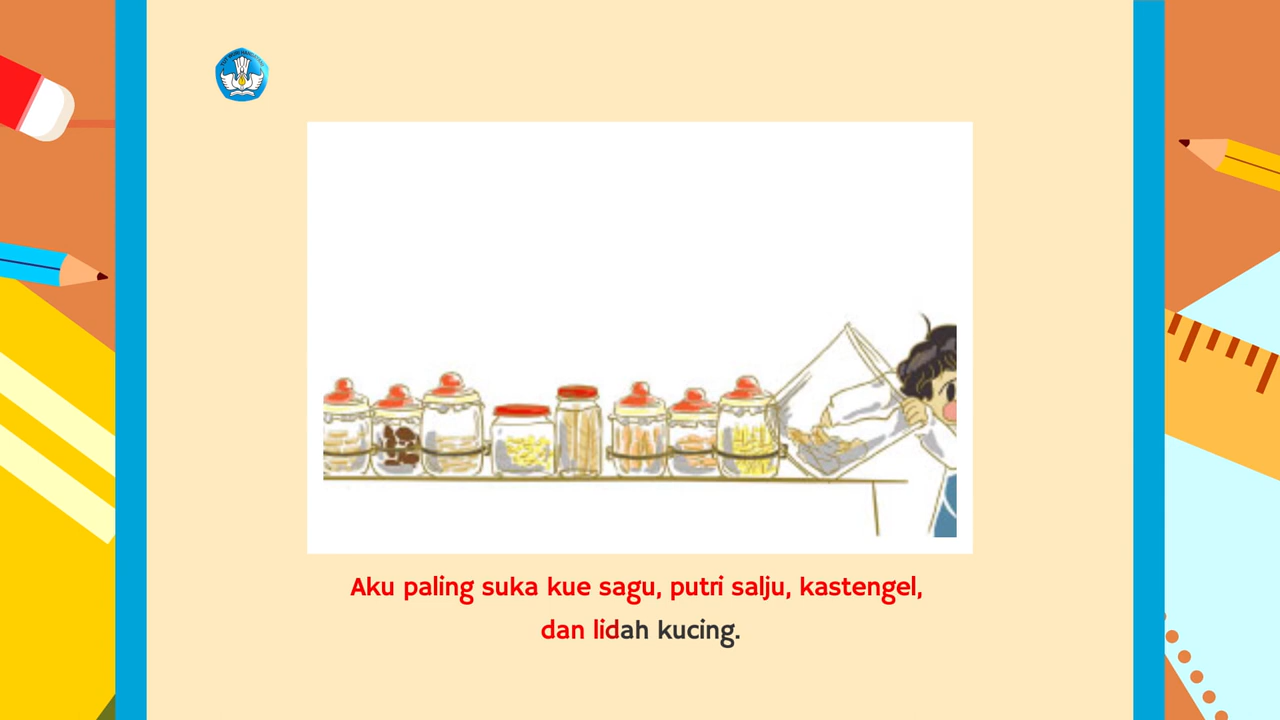 Aku paling suka kue sagu, putri salju, kastengel,
dan lidah kucing.